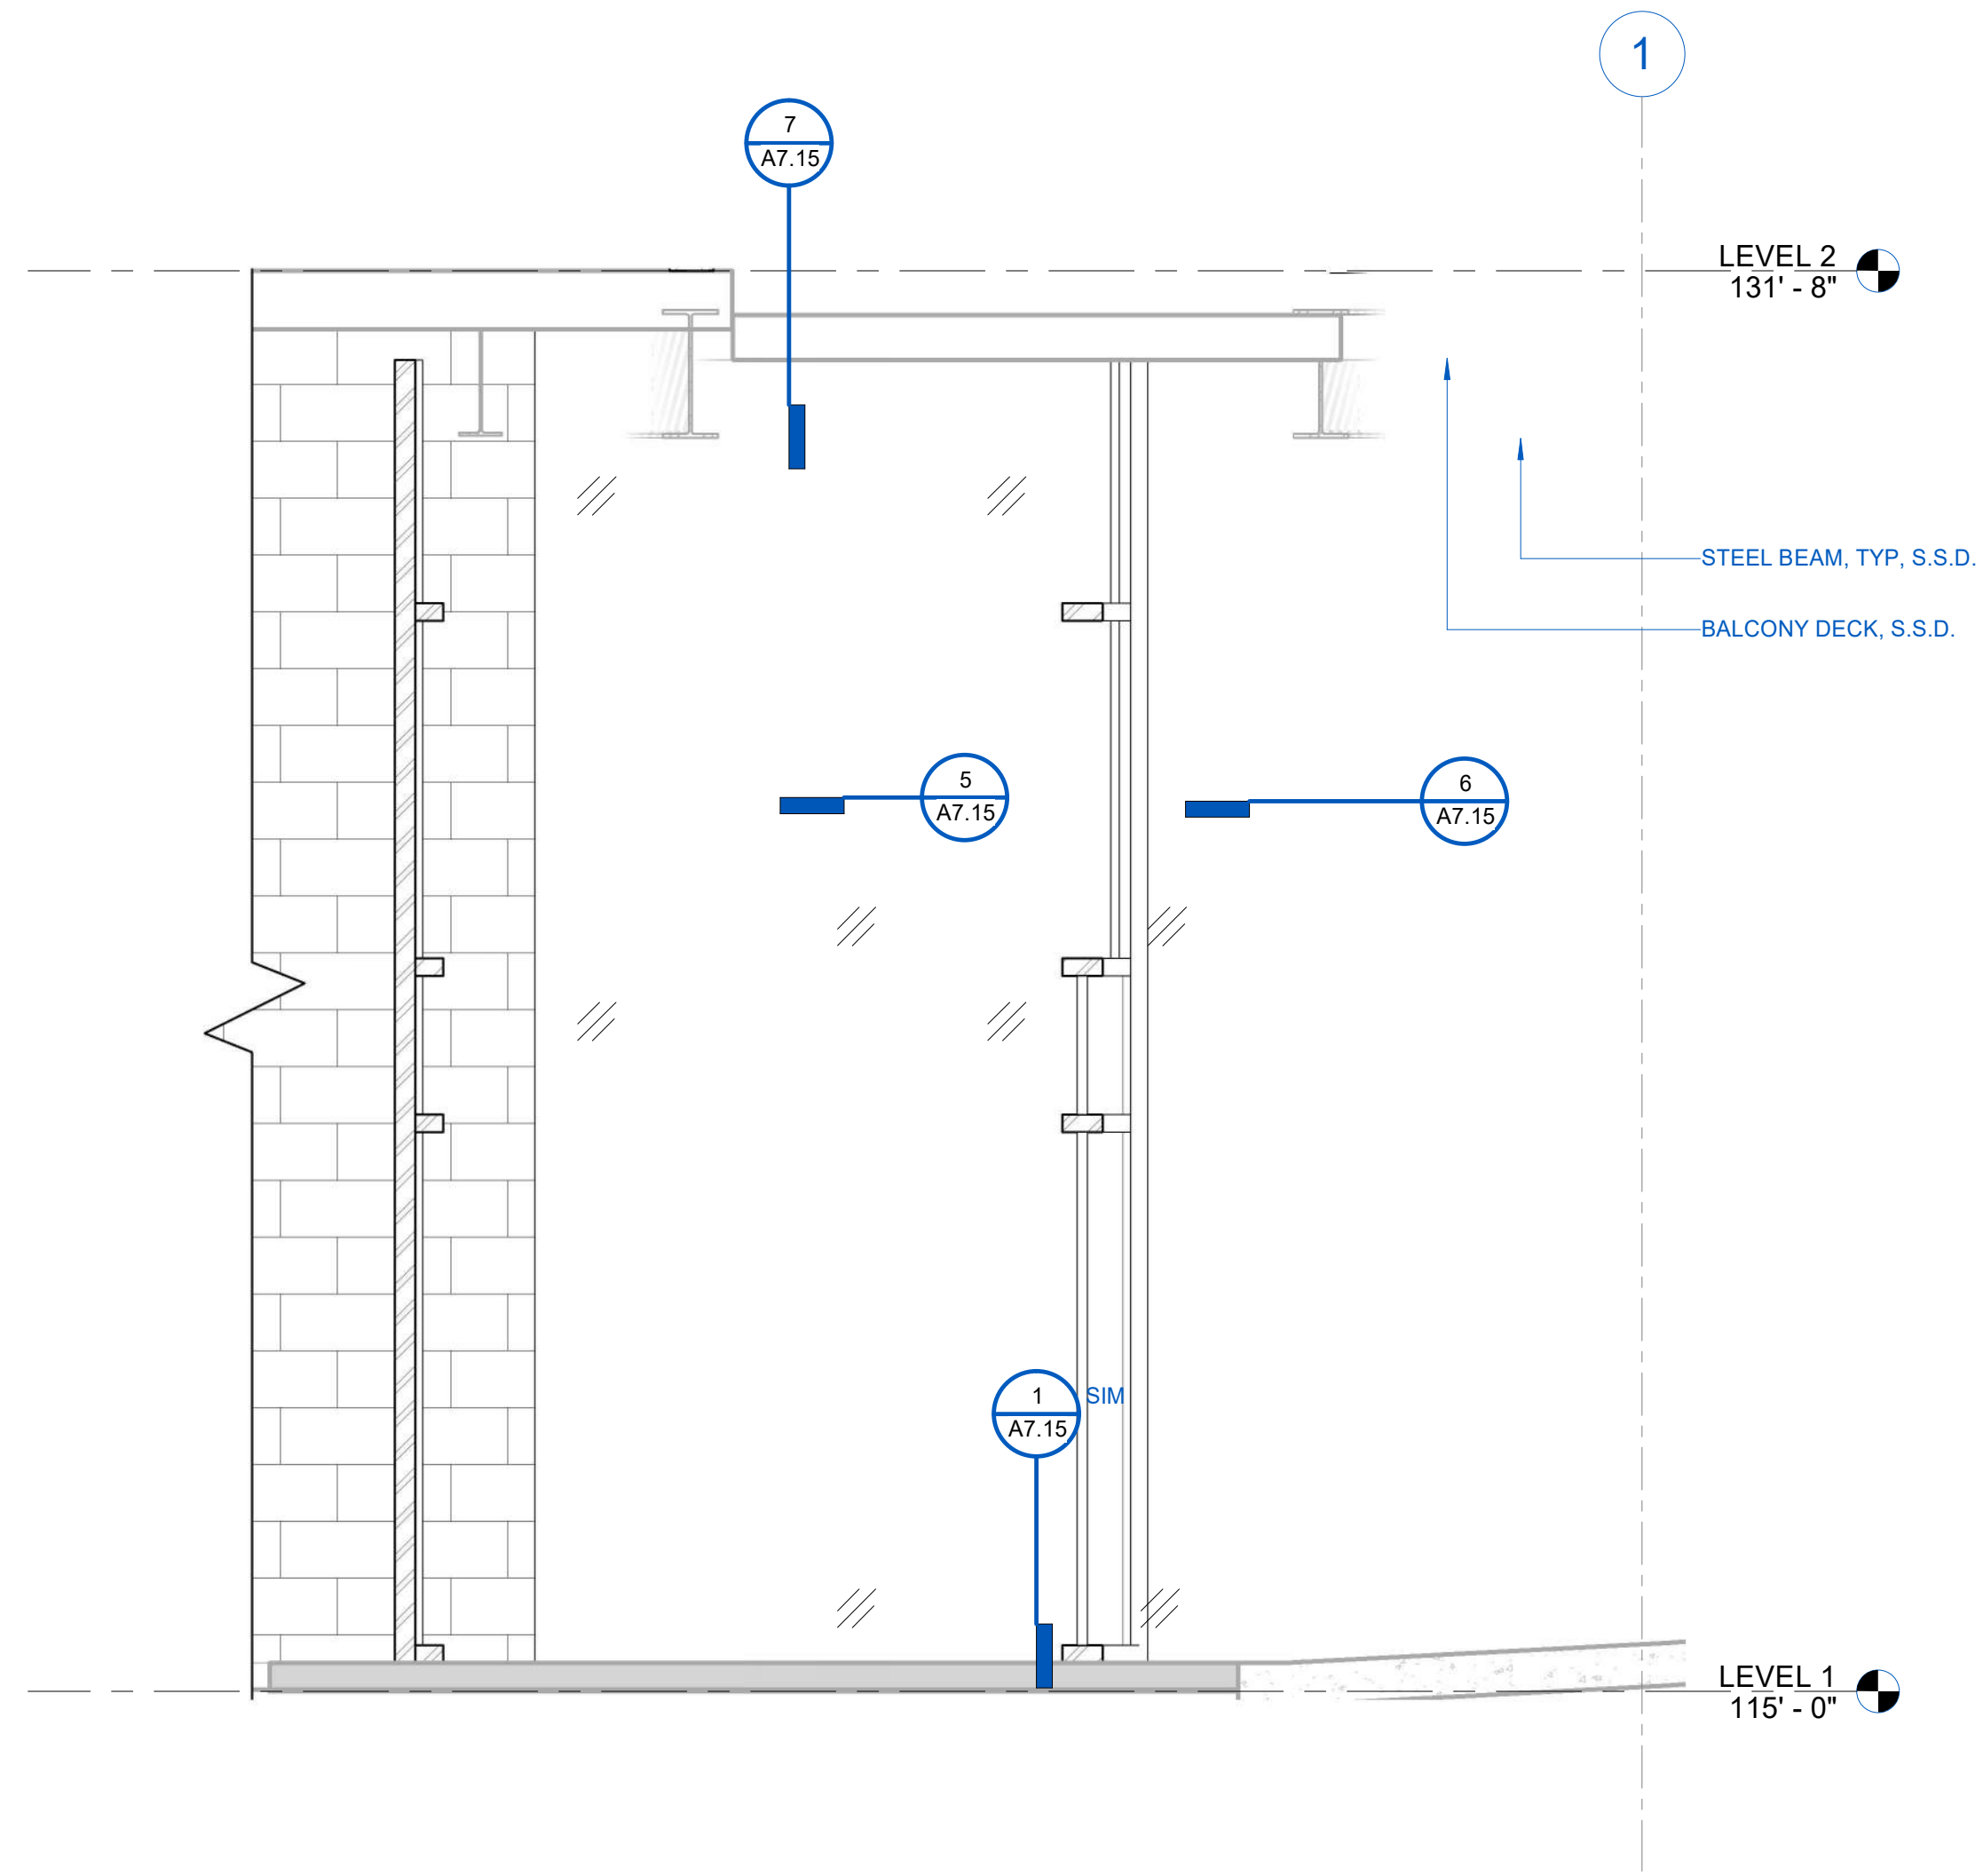 1
7
A7.15
LEVEL 2
131' - 8"
STEEL BEAM, TYP, S.S.D.
BALCONY DECK, S.S.D.
5
A7.15
6
A7.15
1
A7.15
SIM
LEVEL 1
115' - 0"